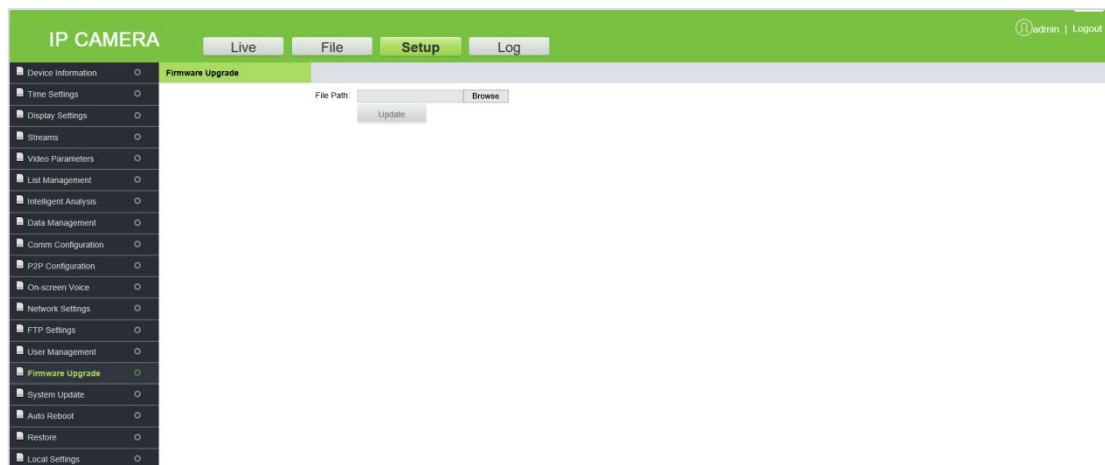 IP CAMERA
Live File Setup Log
admin | Logout
Device Information
Time Settings
Display Settings
Streams
Video Parameters
List Management
Intelligent Analysis
Data Management
Comm Configuration
P2P Configuration
On-screen Voice
Network Settings
FTP Settings
User Management
Firmware Upgrade
System Update
Auto Reboot
Restore
Local Settings
Firmware Upgrade
File Path: Browse
Update